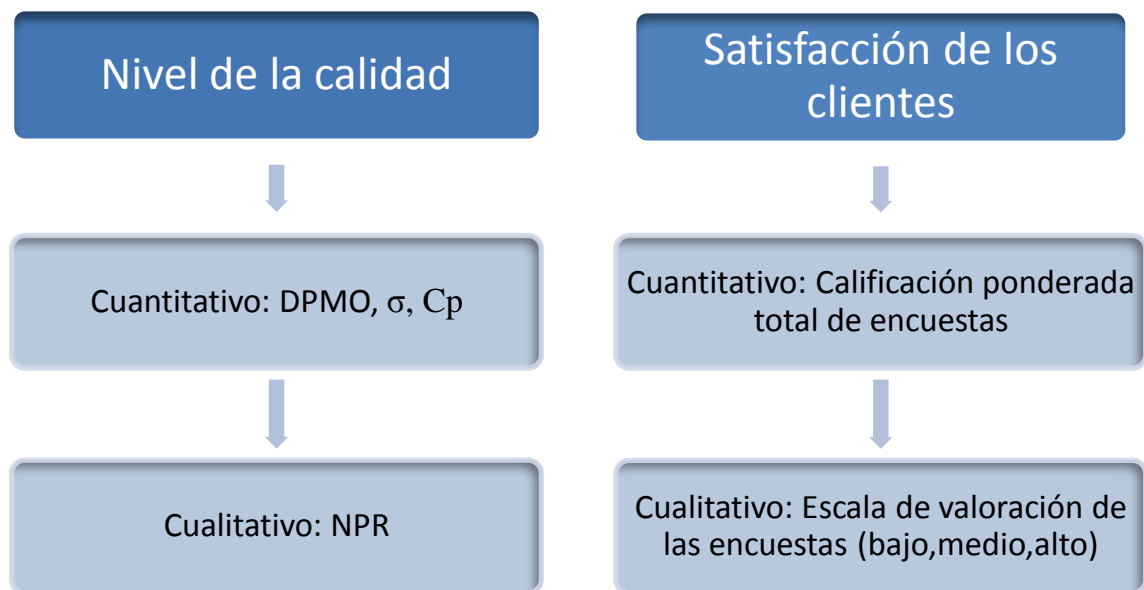 Nivel de la calidad
Cuantitativo: DPMO, σ, Cp
Cualitativo: NPR
Satisfacción de los
clientes
Cuantitativo: Calificación ponderada
total de encuestas
Cualitativo: Escala de valoración de
las encuestas (bajo,medio,alto)